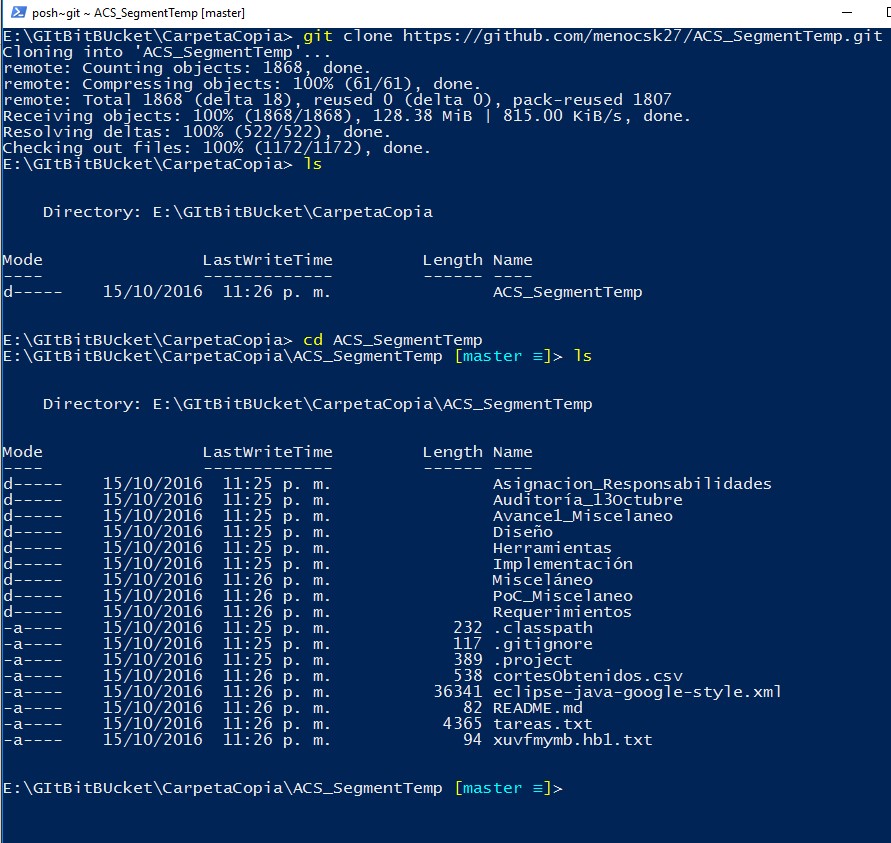 posh~git ~ ACS_SegmentTemp [master]
E:\GItBitBUcket\CarpetaCopia> git clone https://github.com/menocsk27/ACS_SegmentTemp.git
Cloning into 'ACS_SegmentTemp'...
remote: Counting objects: 1868, done.
remote: Compressing objects: 100% (61/61), done.
remote: Total 1868 (delta 18), reused 0 (delta 0), pack-reused 1807
Receiving objects: 100% (1868/1868), 128.38 MiB | 815.00 KiB/s, done.
Resolving deltas: 100% (522/522), done.
Checking out files: 100% (1172/1172), done.
E:\GItBitBUcket\CarpetaCopia> ls
Directory: E:\GItBitBUcket\CarpetaCopia
Mode LastWriteTime Length Name
---- ------------- ------ ----
d----- 15/10/2016 11:26 p. m. ACS_SegmentTemp
E:\GItBitBUcket\CarpetaCopia> cd ACS_SegmentTemp
E:\GItBitBUcket\CarpetaCopia\ACS_SegmentTemp [master ≡]> ls
Directory: E:\GItBitBUcket\CarpetaCopia\ACS_SegmentTemp
Mode LastWriteTime Length Name
---- ------------- ------ ----
d----- 15/10/2016 11:25 p. m. Asignacion_Responsabilidades
d----- 15/10/2016 11:25 p. m. Auditoría_13Octubre
d----- 15/10/2016 11:25 p. m. Avance1_Miscelaneo
d----- 15/10/2016 11:25 p. m. Diseño
d----- 15/10/2016 11:25 p. m. Herramientas
d----- 15/10/2016 11:25 p. m. Implementación
d----- 15/10/2016 11:26 p. m. Misceláneo
d----- 15/10/2016 11:26 p. m. PoC_Miscelaneo
d----- 15/10/2016 11:26 p. m. Requerimientos
-a---- 15/10/2016 11:25 p. m. 232 .classpath
-a---- 15/10/2016 11:25 p. m. 117 .gitignore
-a---- 15/10/2016 11:25 p. m. 389 .project
-a---- 15/10/2016 11:26 p. m. 538 cortesObtenidos.csv
-a---- 15/10/2016 11:26 p. m. 36341 eclipse-java-google-style.xml
-a---- 15/10/2016 11:26 p. m. 82 README.md
-a---- 15/10/2016 11:26 p. m. 4365 tareas.txt
-a---- 15/10/2016 11:26 p. m. 94 xuvfmymb.hb1.txt
E:\GItBitBUcket\CarpetaCopia\ACS_SegmentTemp [master ≡]>